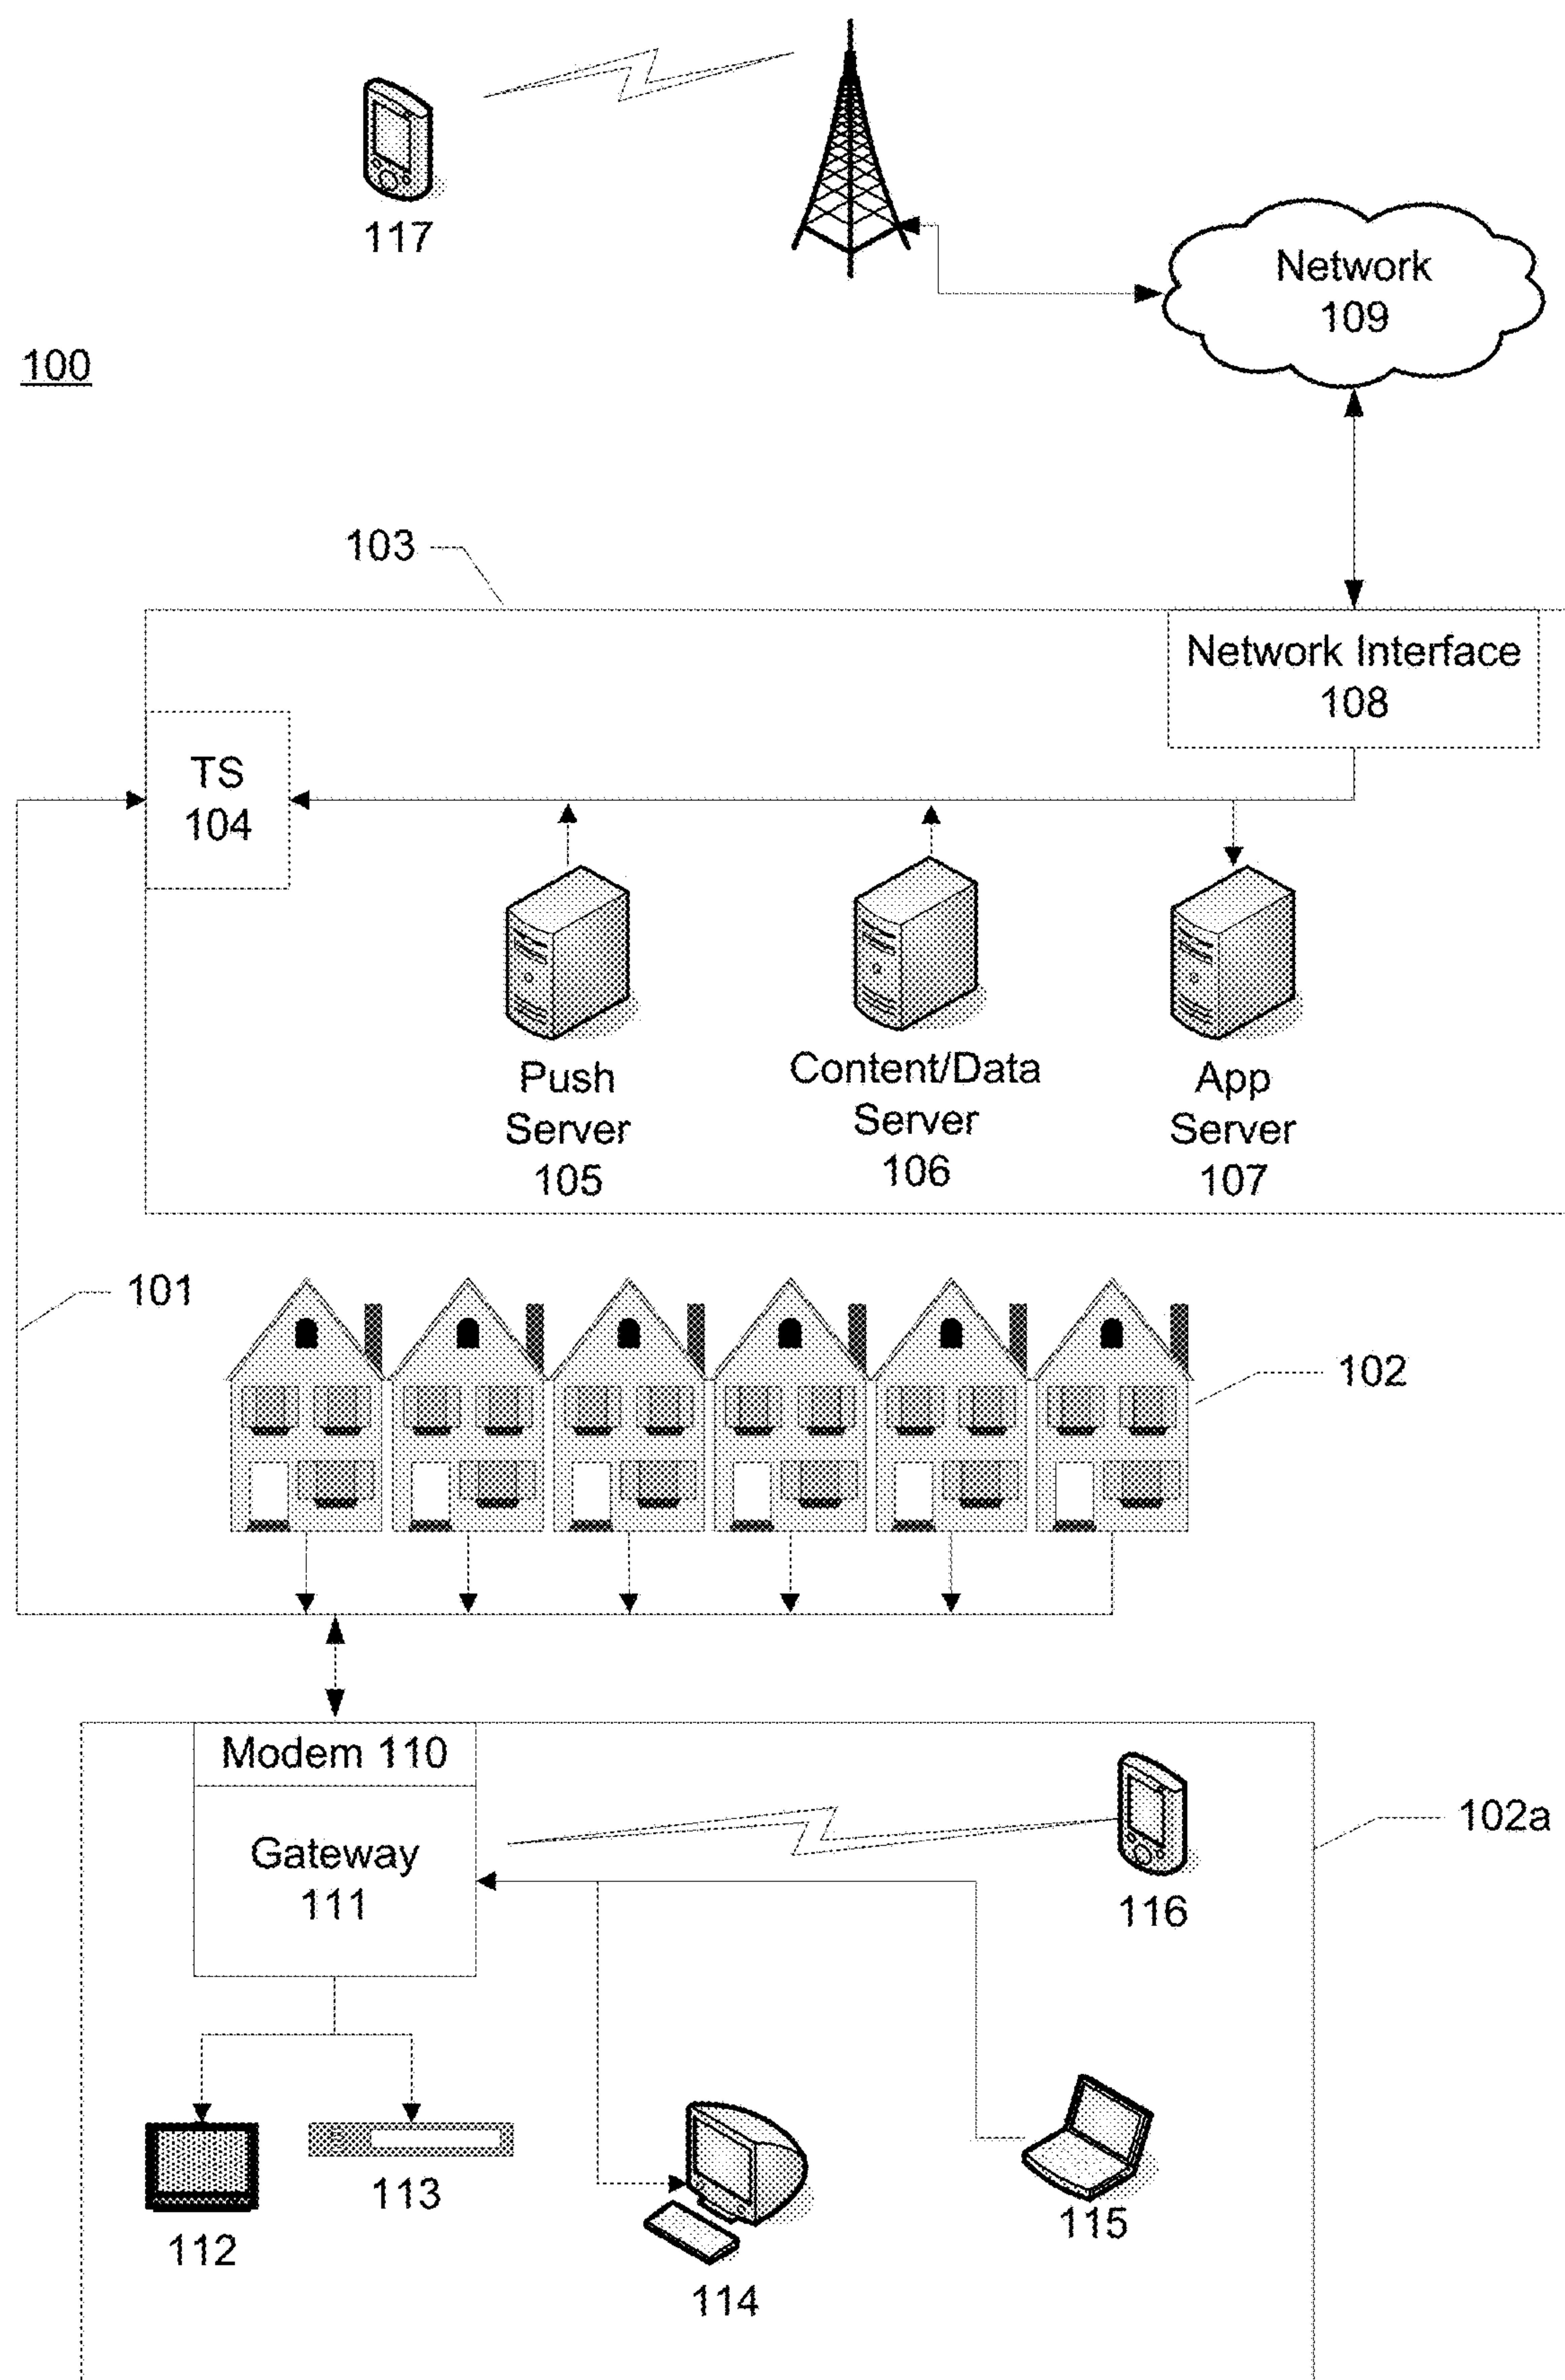 117
Network
109
100
103
Network Interface
108
TS
104
Push
Server
105
Content/Data
Server
106
App
Server
107
101
102
Modem 110
Gateway
111
116
102a
112
113
114
115